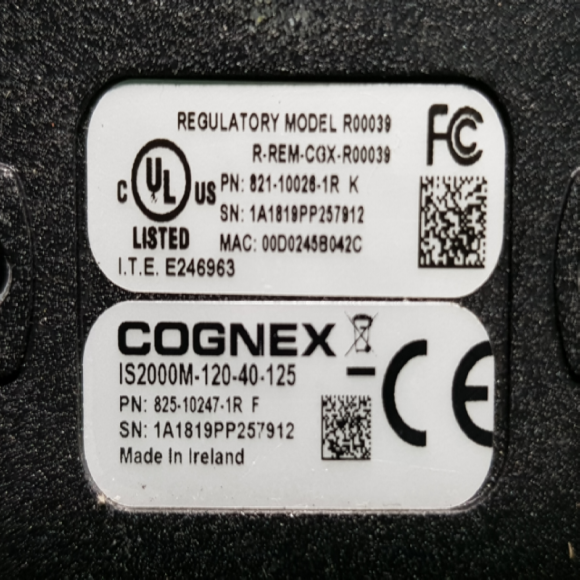 REGULATORY MODEL R00039
R-REM-CGX-R00039
FC
C UL US
LISTED
PN: 821-10026-1R K
SN: 1A1819PP257912
MAC: 00D0245B042C
I.T.E. E246963
COGNEX
IS2000M-120-40-125
PN: 825-10247-1R F
SN: 1A1819PP257912
Made In Ireland
CE